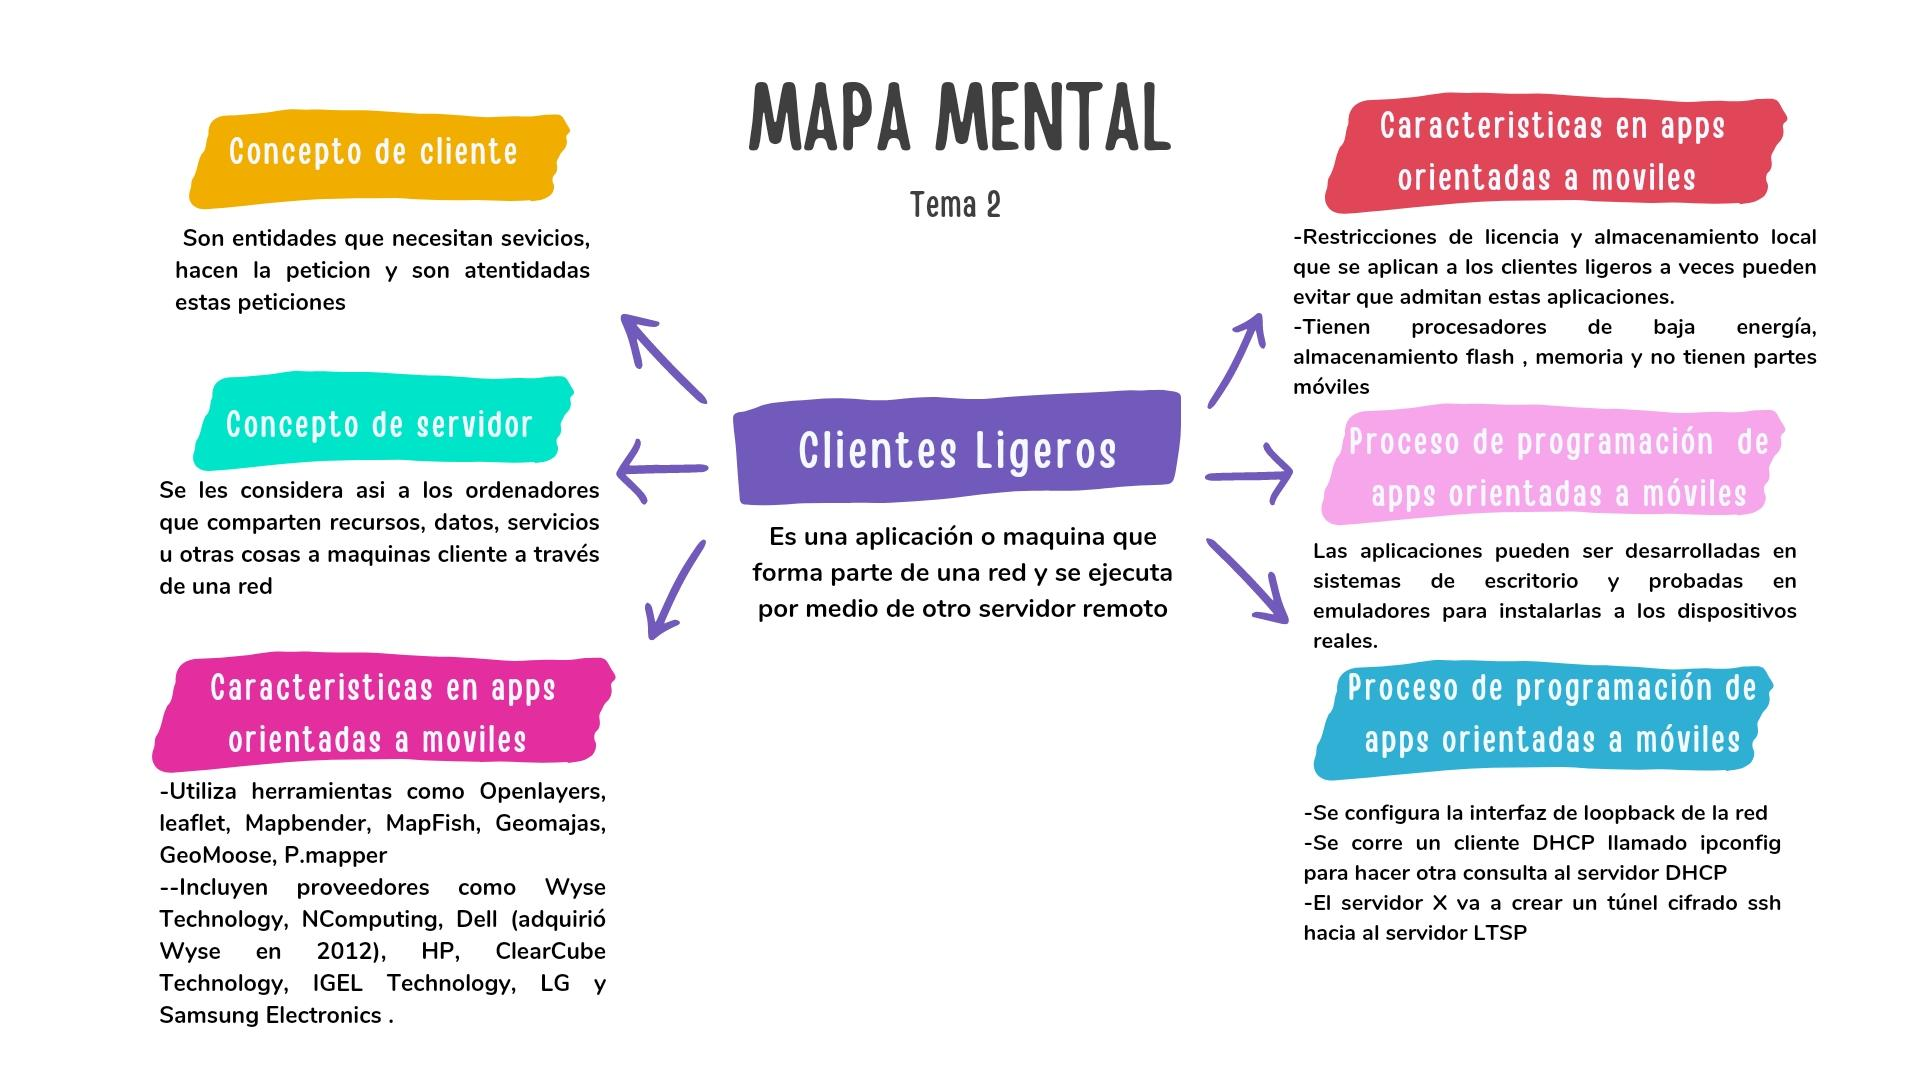 MAPA MENTAL
Tema 2
Concepto de cliente
Son entidades que necesitan sevicios,
hacen la peticion y son atentidadas
estas peticiones
Concepto de servidor
Se les considera asi a los ordenadores
que comparten recursos, datos, servicios
u otras cosas a maquinas cliente a través
de una red
Caracteristicas en apps
orientadas a moviles
-Utiliza herramientas como Openlayers,
leaflet, Mapbender, MapFish, Geomajas,
GeoMoose, P.mapper
--Incluyen proveedores como Wyse
Technology, NComputing, Dell (adquirió
Wyse en 2012), HP, ClearCube
Technology, IGEL Technology, LG y
Samsung Electronics .
Clientes Ligeros
Es una aplicación o maquina que
forma parte de una red y se ejecuta
por medio de otro servidor remoto
Caracteristicas en apps
orientadas a moviles
-Restricciones de licencia y almacenamiento local
que se aplican a los clientes ligeros a veces pueden
evitar que admitan estas aplicaciones.
-Tienen procesadores de baja energía,
almacenamiento flash , memoria y no tienen partes
móviles
Proceso de programación de
apps orientadas a móviles
Las aplicaciones pueden ser desarrolladas en
sistemas de escritorio y probadas en
emuladores para instalarlas a los dispositivos
reales.
Proceso de programación de
apps orientadas a móviles
-Se configura la interfaz de loopback de la red
-Se corre un cliente DHCP llamado ipconfig
para hacer otra consulta al servidor DHCP
-El servidor X va a crear un túnel cifrado ssh
hacia al servidor LTSP